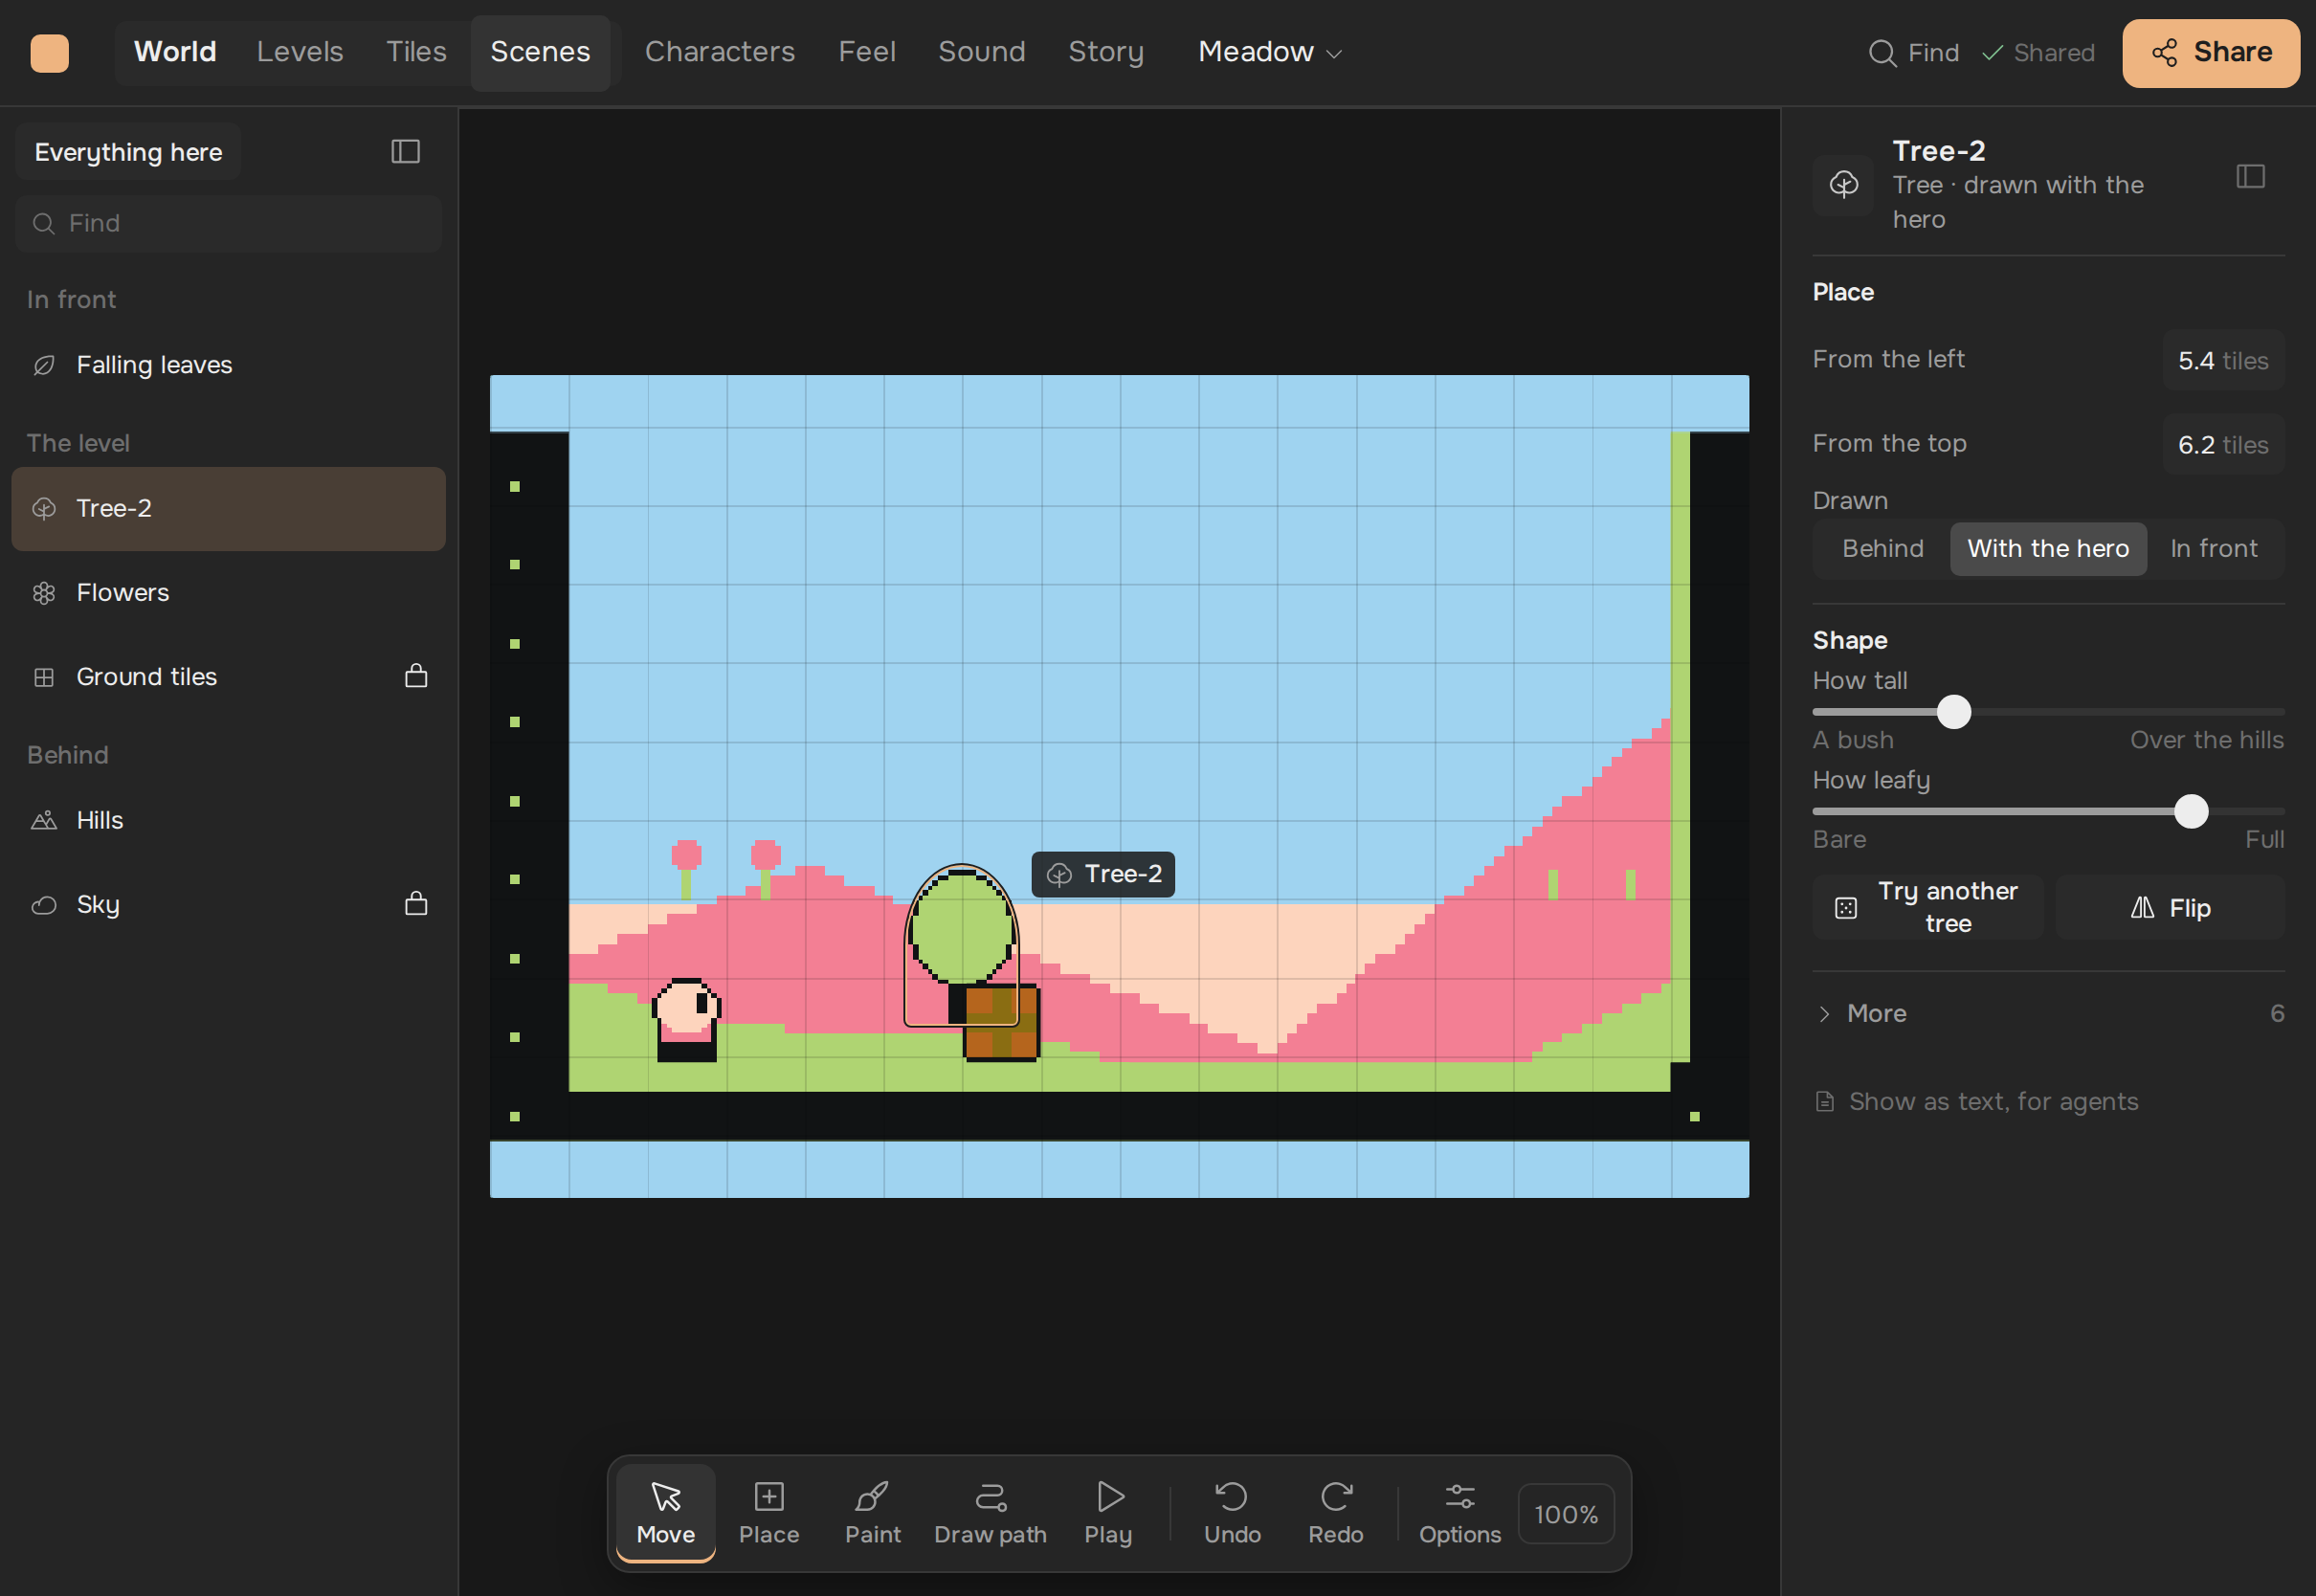 World Levels Tiles Scenes Characters Feel Sound Story Meadow Find Shared Share
Everything here
Find
In front
Falling leaves
The level
Tree-2
Flowers
Ground tiles
Behind
Hills
Sky
Tree-2
Move Place Paint Draw path Play Undo Redo Options 100%
Tree-2
Tree · drawn with the
hero
Place
From the left 5.4 tiles
From the top 6.2 tiles
Drawn
Behind With the hero In front
Shape
How tall
A bush Over the hills
How leafy
Bare Full
Try another
tree
Flip
More 6
Show as text, for agents